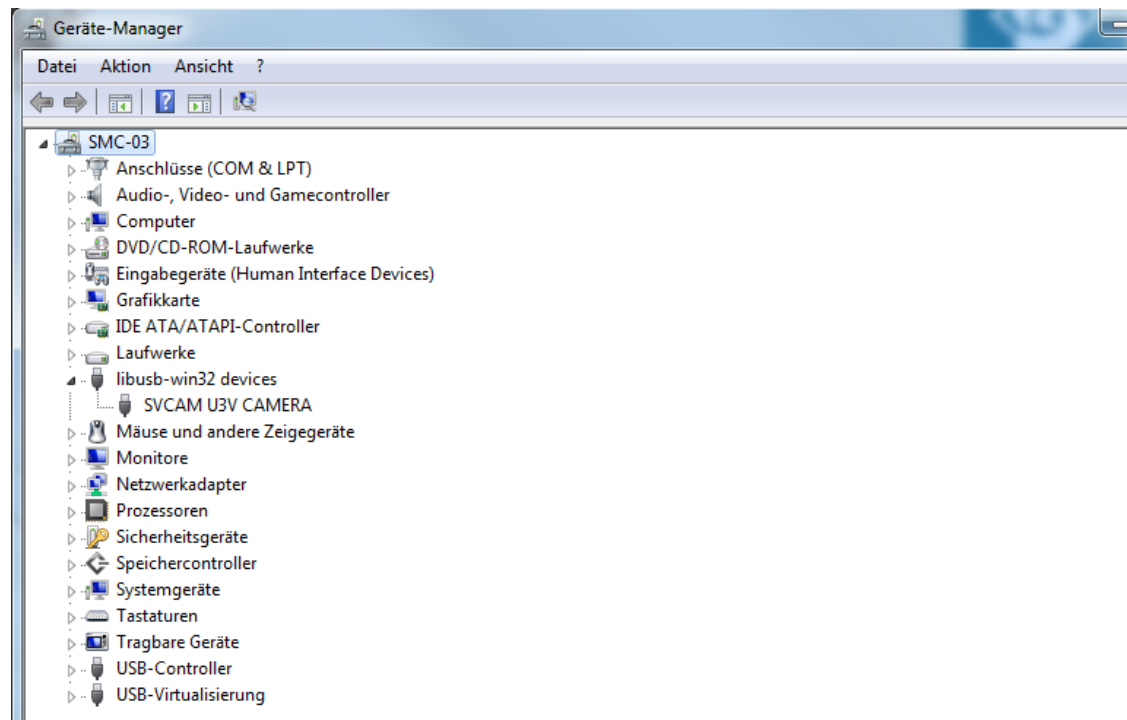 Geräte-Manager
Datei Aktion Ansicht ?
?
SMC-03
Anschlüsse (COM & LPT)
Audio-, Video- und Gamecontroller
Computer
DVD/CD-ROM-Laufwerke
Eingabegeräte (Human Interface Devices)
Grafikkarte
IDE ATA/ATAPI-Controller
Laufwerke
libusb-win32 devices
SVCAM U3V CAMERA
Mäuse und andere Zeigegeräte
Monitore
Netzwerkadapter
Prozessoren
Sicherheitsgeräte
Speichercontroller
Systemgeräte
Tastaturen
Tragbare Geräte
USB-Controller
USB-Virtualisierung